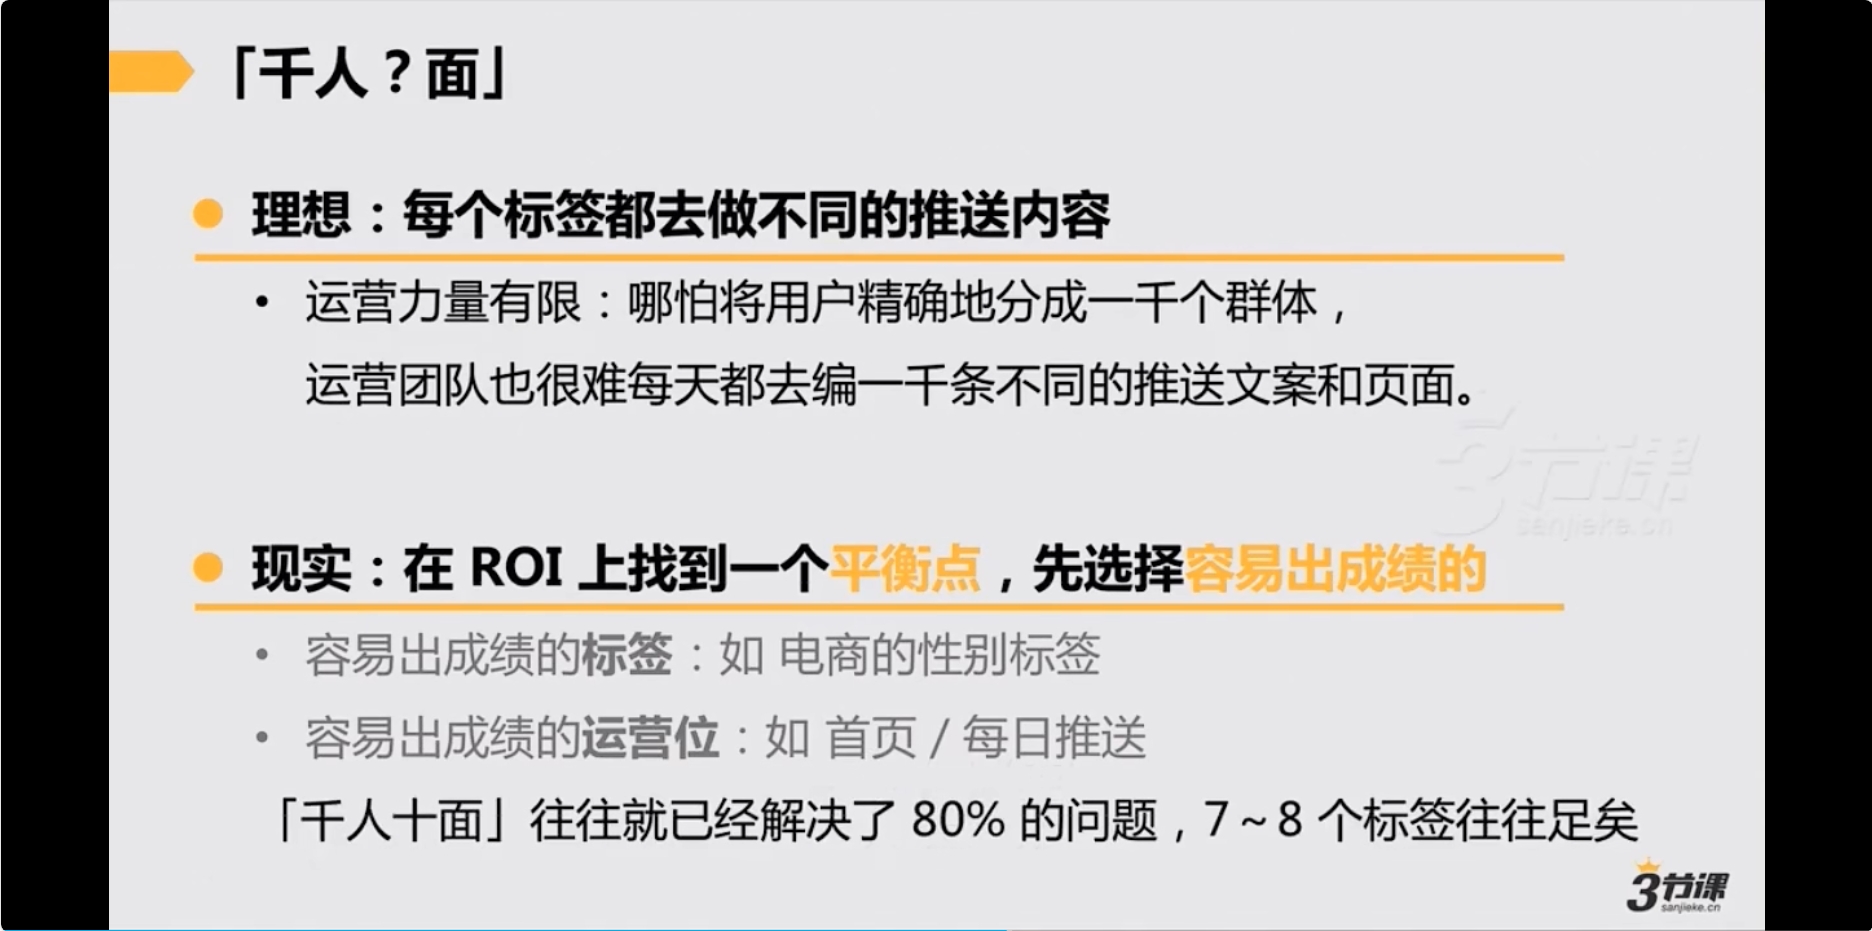 「千人？面」
理想：每个标签都去做不同的推送内容
• 运营力量有限：哪怕将用户精确地分成一千个群体，
运营团队也很难每天都去编一千条不同的推送文案和页面。
3节课
sanjieke.cn
现实：在 ROI 上找到一个平衡点，先选择容易出成绩的
• 容易出成绩的标签：如 电商的性别标签
• 容易出成绩的运营位：如 首页 / 每日推送
「千人十面」往往就已经解决了 80% 的问题，7～8 个标签往往足矣
3节课
sanjieke.cn